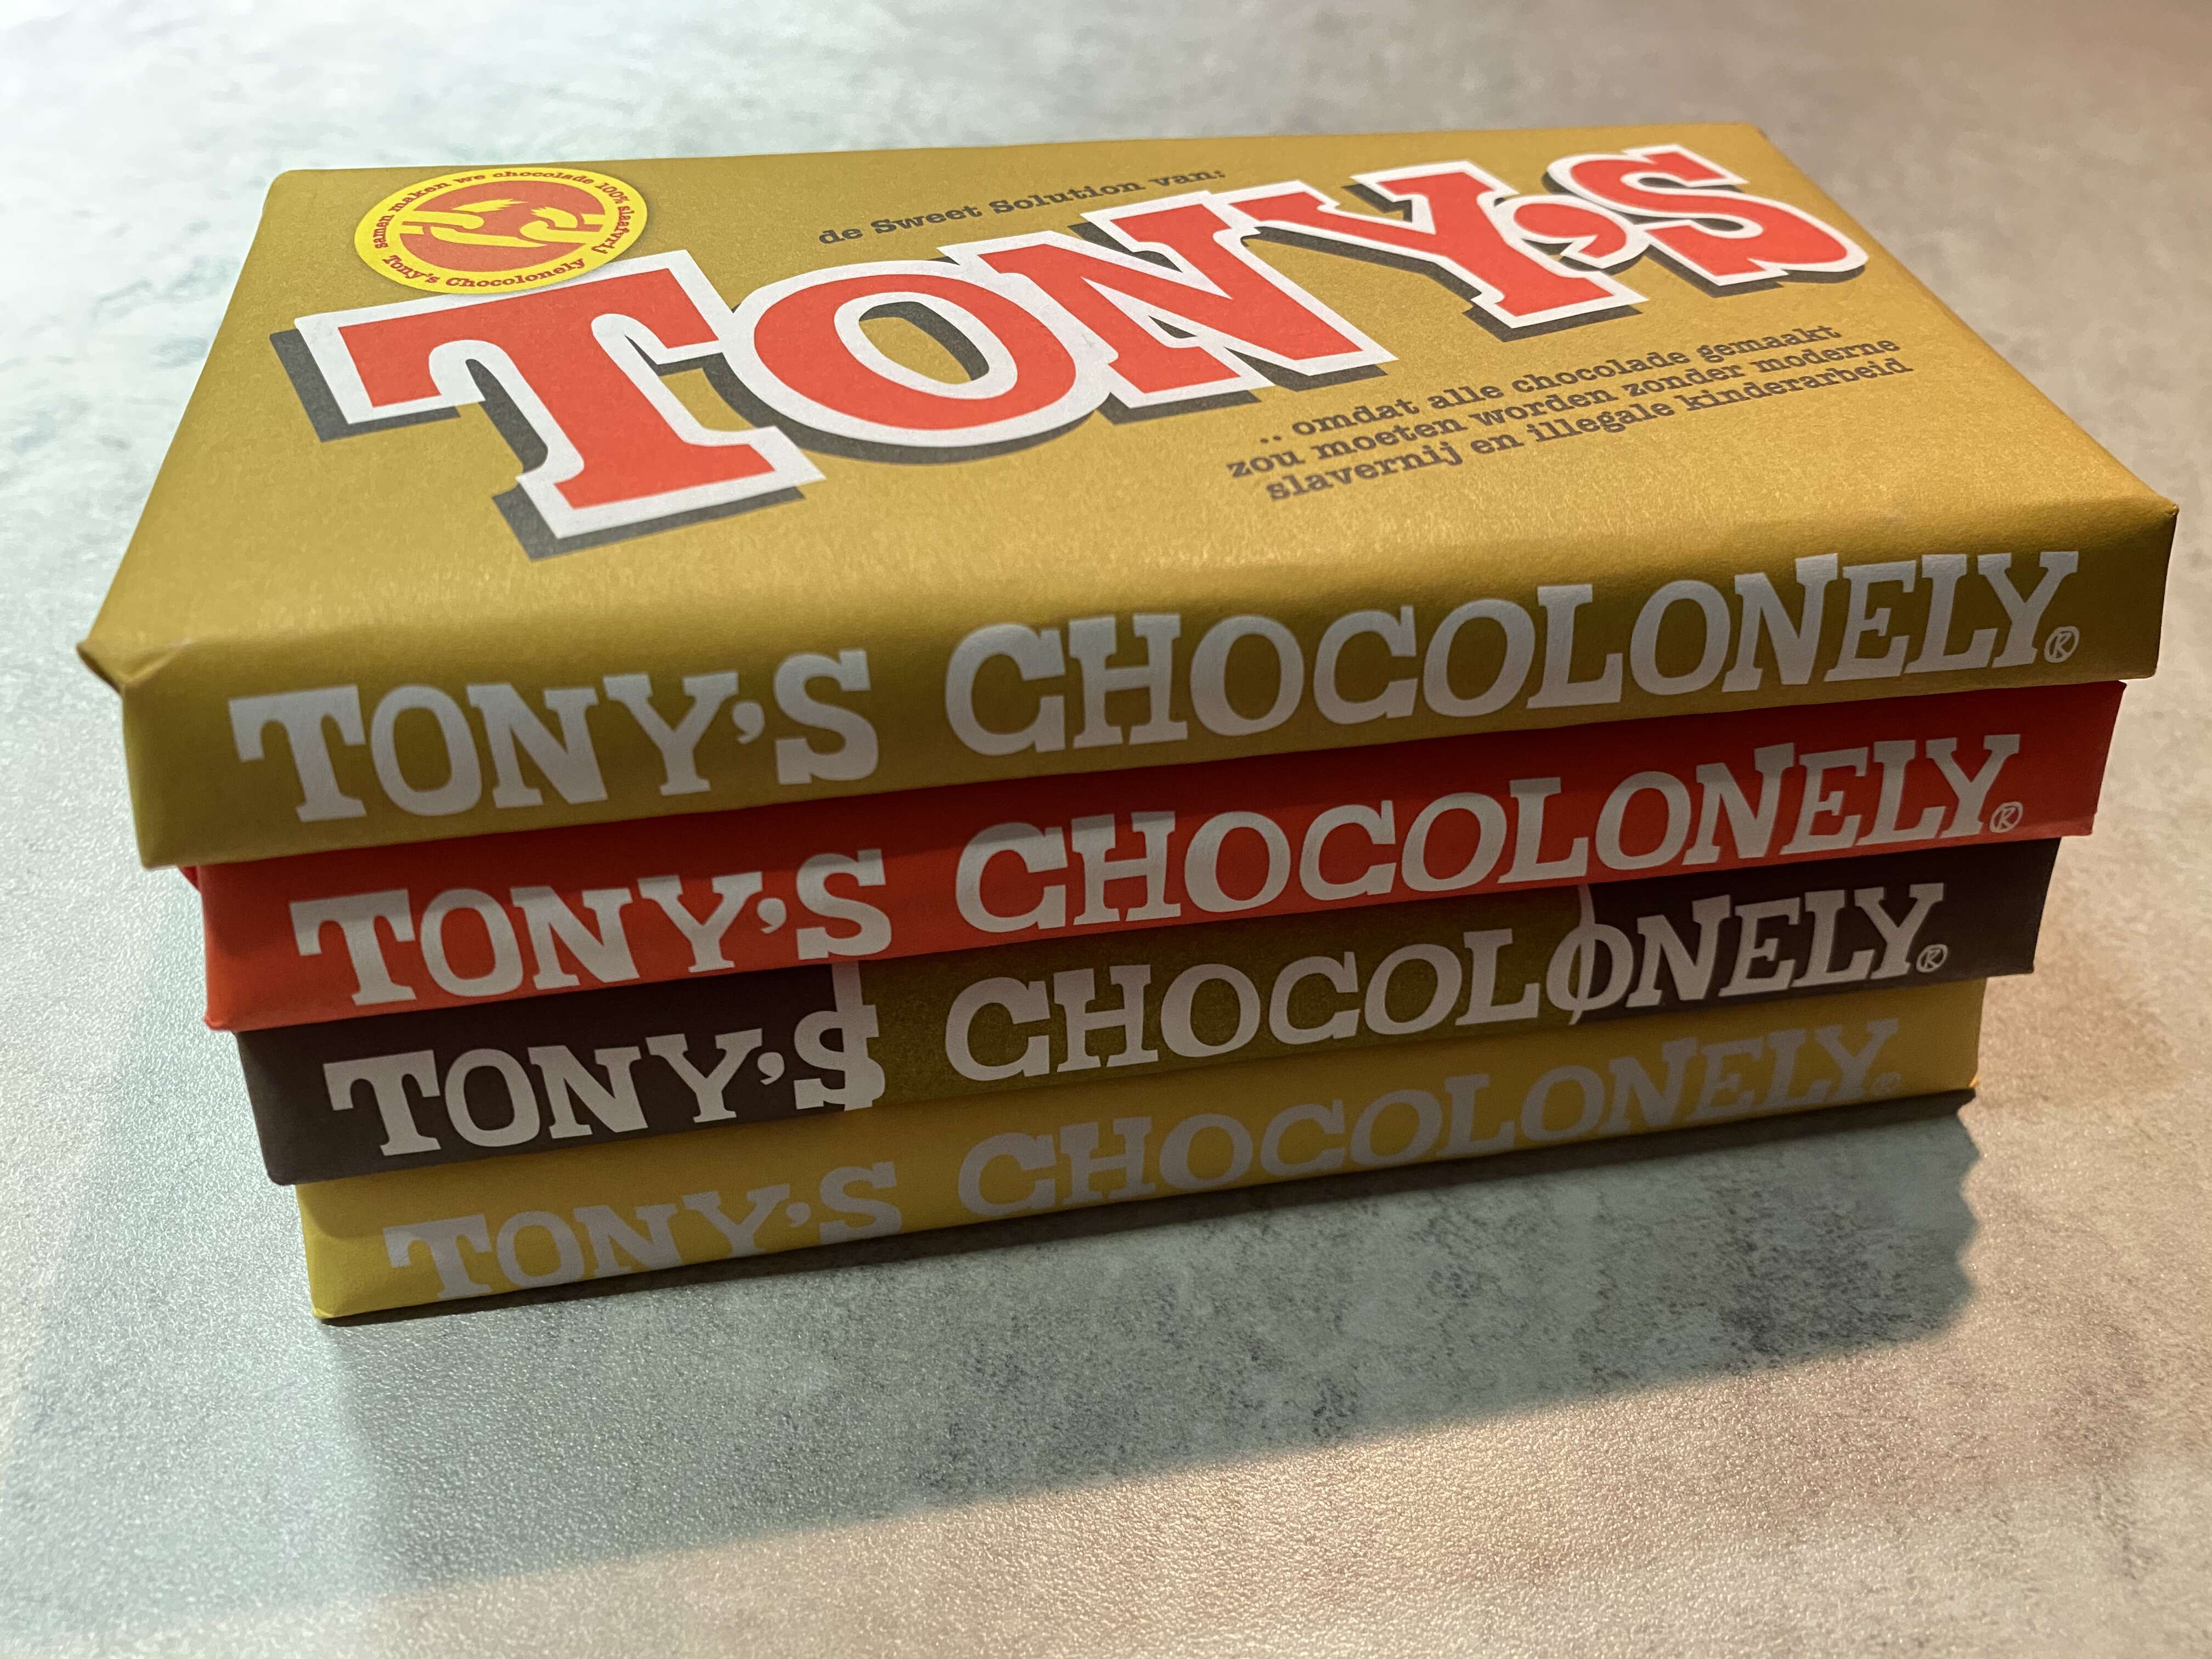 samen maken we chocolade 100% slaafvrij
Tony's Chocolonely
de Sweet Solution van:
TONY'S
.. omdat alle chocolade gemaakt
zou moeten worden zonder moderne
slavernij en illegale kinderarbeid
TONY'S CHOCOLONELY®
TONY'S CHOCOLONELY®
TONY'S CHOCOLONELY®
TONY'S CHOCOLONELY®